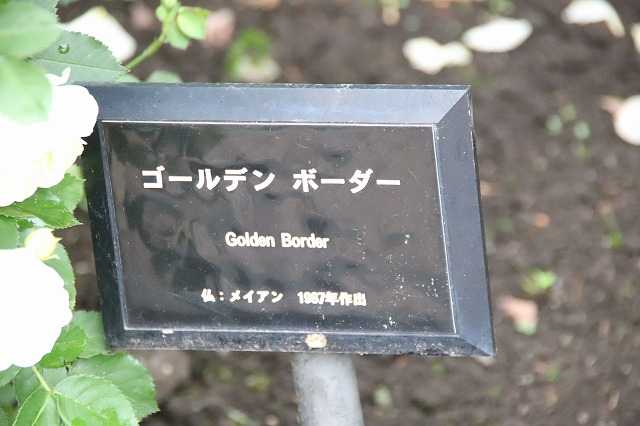 ゴールデン ボーダー
Golden Border
仏：メイアン 1987年作出